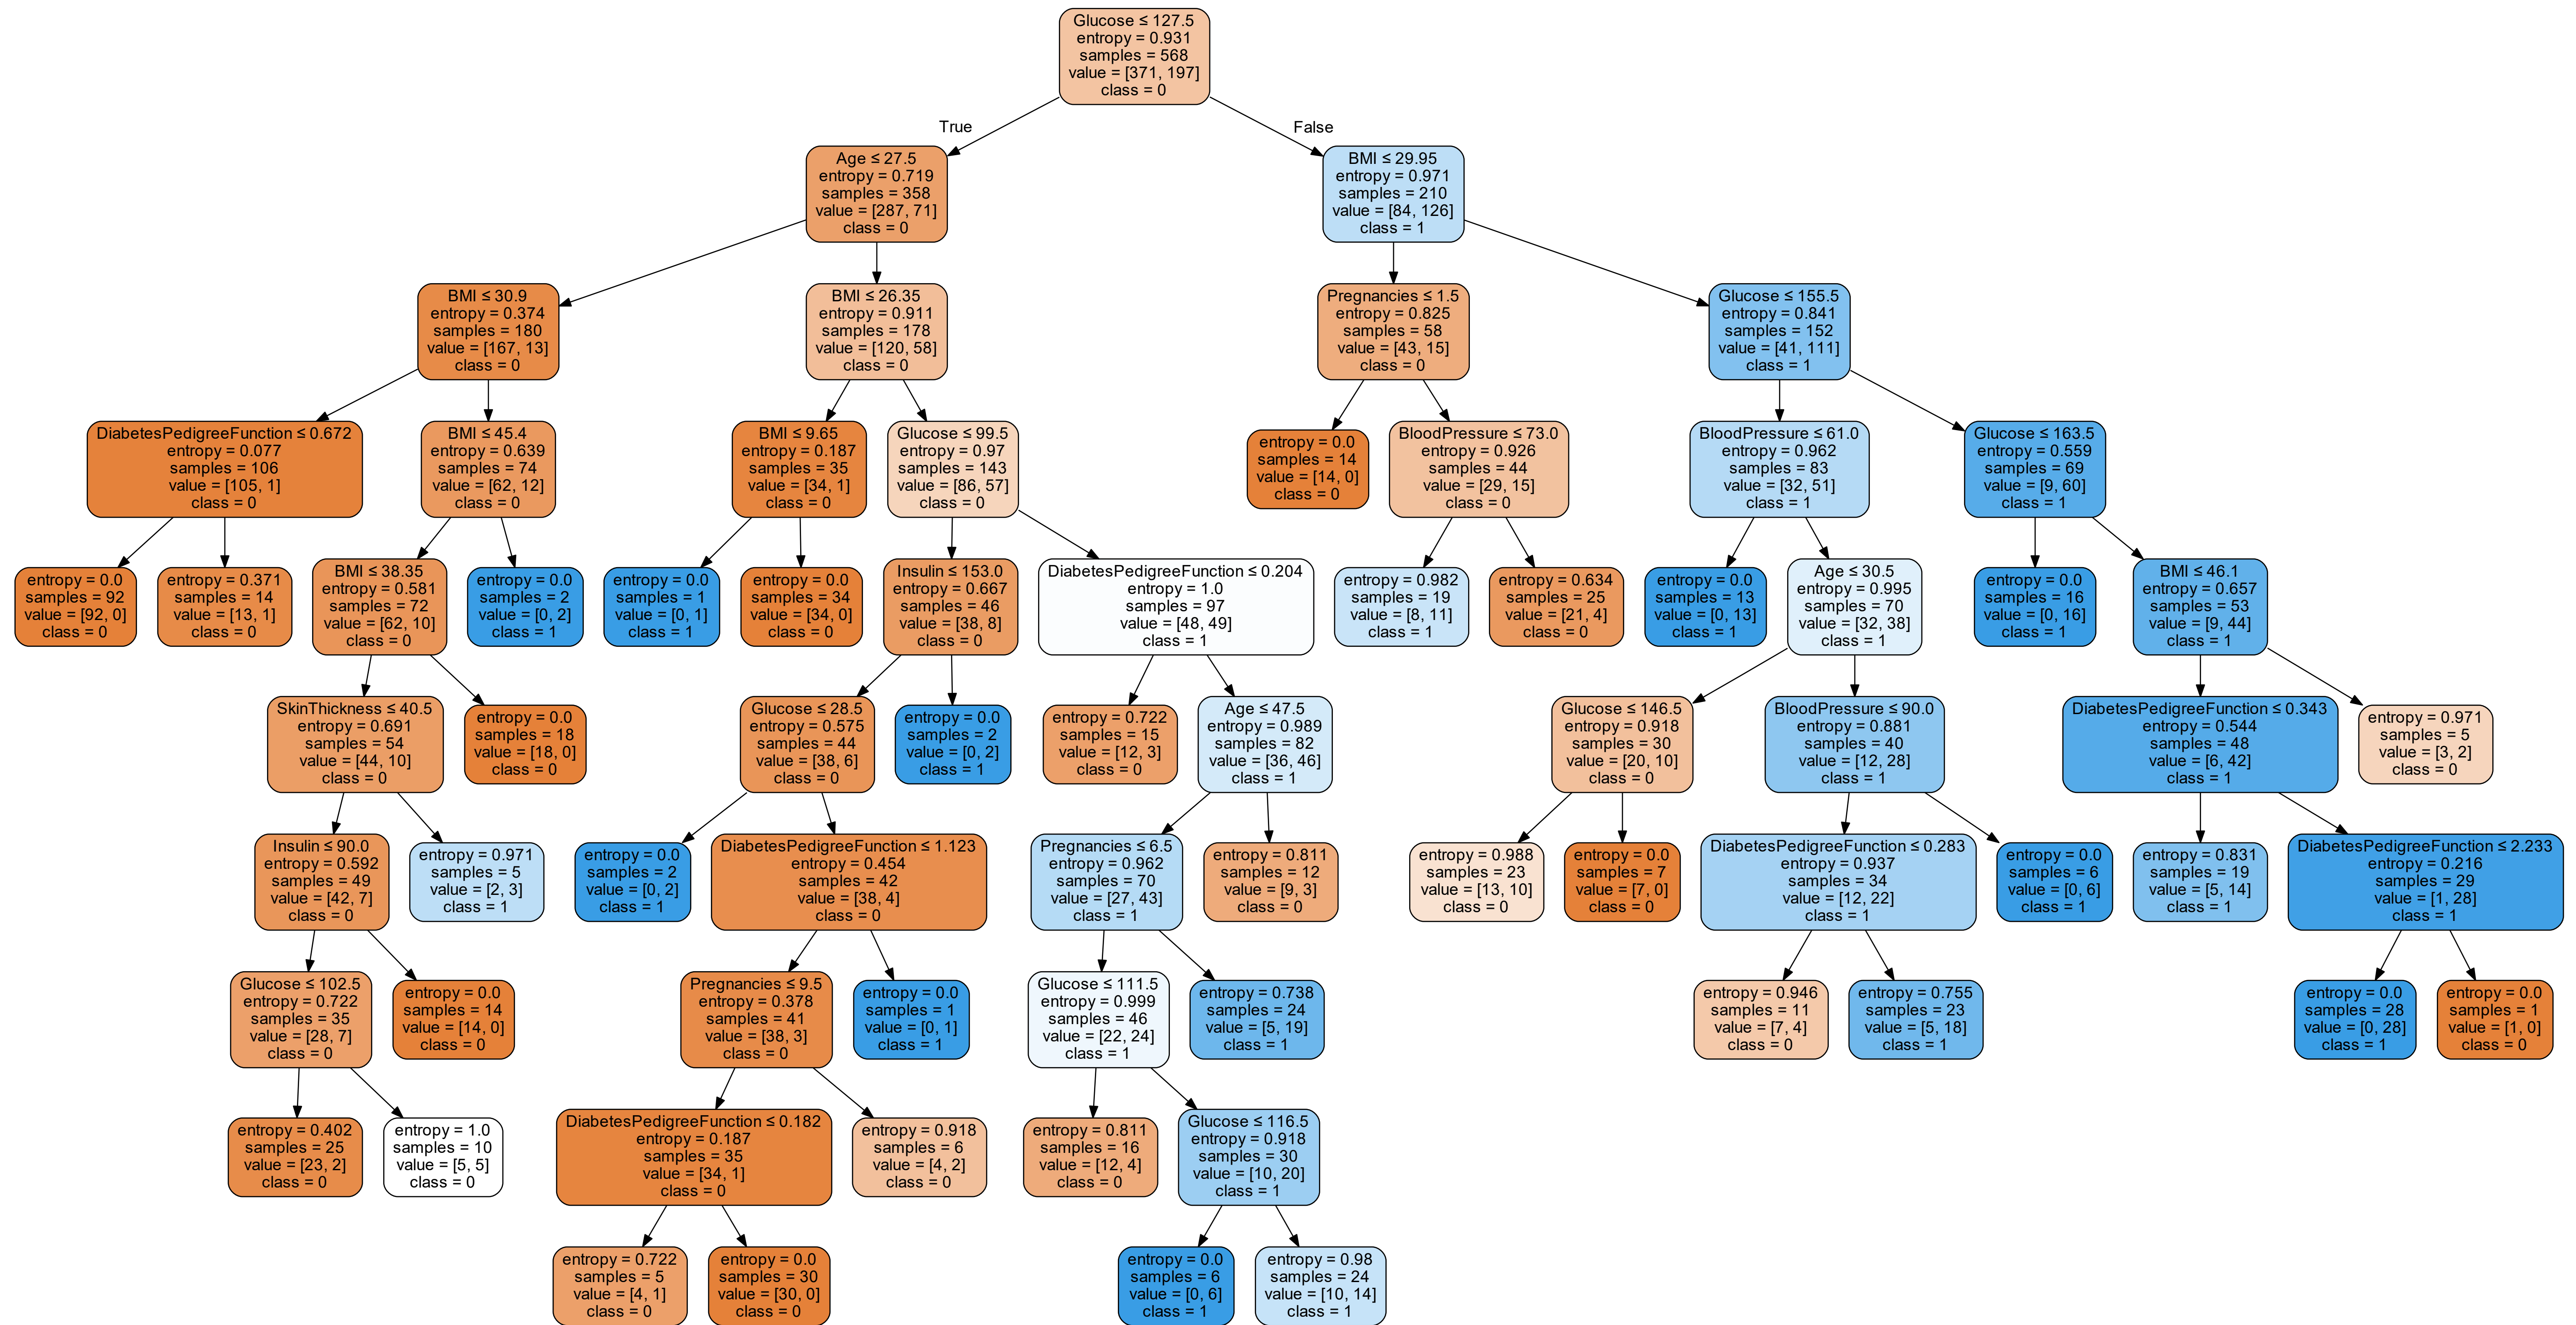 Glucose ≤ 127.5
entropy = 0.931
samples = 568
value = [371, 197]
class = 0
True
False
Age ≤ 27.5
entropy = 0.719
samples = 358
value = [287, 71]
class = 0
BMI ≤ 29.95
entropy = 0.971
samples = 210
value = [84, 126]
class = 1
BMI ≤ 30.9
entropy = 0.374
samples = 180
value = [167, 13]
class = 0
BMI ≤ 26.35
entropy = 0.911
samples = 178
value = [120, 58]
class = 0
Pregnancies ≤ 1.5
entropy = 0.825
samples = 58
value = [43, 15]
class = 0
Glucose ≤ 155.5
entropy = 0.841
samples = 152
value = [41, 111]
class = 1
DiabetesPedigreeFunction ≤ 0.672
entropy = 0.077
samples = 106
value = [105, 1]
class = 0
BMI ≤ 45.4
entropy = 0.639
samples = 74
value = [62, 12]
class = 0
BMI ≤ 9.65
entropy = 0.187
samples = 35
value = [34, 1]
class = 0
Glucose ≤ 99.5
entropy = 0.97
samples = 143
value = [86, 57]
class = 0
entropy = 0.0
samples = 14
value = [14, 0]
class = 0
BloodPressure ≤ 73.0
entropy = 0.926
samples = 44
value = [29, 15]
class = 0
BloodPressure ≤ 61.0
entropy = 0.962
samples = 83
value = [32, 51]
class = 1
Glucose ≤ 163.5
entropy = 0.559
samples = 69
value = [9, 60]
class = 1
entropy = 0.0
samples = 92
value = [92, 0]
class = 0
entropy = 0.371
samples = 14
value = [13, 1]
class = 0
BMI ≤ 38.35
entropy = 0.581
samples = 72
value = [62, 10]
class = 0
entropy = 0.0
samples = 2
value = [0, 2]
class = 1
entropy = 0.0
samples = 1
value = [0, 1]
class = 1
entropy = 0.0
samples = 34
value = [34, 0]
class = 0
Insulin ≤ 153.0
entropy = 0.667
samples = 46
value = [38, 8]
class = 0
DiabetesPedigreeFunction ≤ 0.204
entropy = 1.0
samples = 97
value = [48, 49]
class = 1
entropy = 0.982
samples = 19
value = [8, 11]
class = 1
entropy = 0.634
samples = 25
value = [21, 4]
class = 0
entropy = 0.0
samples = 13
value = [0, 13]
class = 1
Age ≤ 30.5
entropy = 0.995
samples = 70
value = [32, 38]
class = 1
entropy = 0.0
samples = 16
value = [0, 16]
class = 1
BMI ≤ 46.1
entropy = 0.657
samples = 53
value = [9, 44]
class = 1
SkinThickness ≤ 40.5
entropy = 0.691
samples = 54
value = [44, 10]
class = 0
entropy = 0.0
samples = 18
value = [18, 0]
class = 0
Glucose ≤ 28.5
entropy = 0.575
samples = 44
value = [38, 6]
class = 0
entropy = 0.0
samples = 2
value = [0, 2]
class = 1
entropy = 0.722
samples = 15
value = [12, 3]
class = 0
Age ≤ 47.5
entropy = 0.989
samples = 82
value = [36, 46]
class = 1
Glucose ≤ 146.5
entropy = 0.918
samples = 30
value = [20, 10]
class = 0
BloodPressure ≤ 90.0
entropy = 0.881
samples = 40
value = [12, 28]
class = 1
DiabetesPedigreeFunction ≤ 0.343
entropy = 0.544
samples = 48
value = [6, 42]
class = 1
entropy = 0.971
samples = 5
value = [3, 2]
class = 0
Insulin ≤ 90.0
entropy = 0.592
samples = 49
value = [42, 7]
class = 0
entropy = 0.971
samples = 5
value = [2, 3]
class = 1
entropy = 0.0
samples = 2
value = [0, 2]
class = 1
DiabetesPedigreeFunction ≤ 1.123
entropy = 0.454
samples = 42
value = [38, 4]
class = 0
Pregnancies ≤ 6.5
entropy = 0.962
samples = 70
value = [27, 43]
class = 1
entropy = 0.811
samples = 12
value = [9, 3]
class = 0
entropy = 0.988
samples = 23
value = [13, 10]
class = 0
entropy = 0.0
samples = 7
value = [7, 0]
class = 0
DiabetesPedigreeFunction ≤ 0.283
entropy = 0.937
samples = 34
value = [12, 22]
class = 1
entropy = 0.0
samples = 6
value = [0, 6]
class = 1
entropy = 0.831
samples = 19
value = [5, 14]
class = 1
DiabetesPedigreeFunction ≤ 2.233
entropy = 0.216
samples = 29
value = [1, 28]
class = 1
Glucose ≤ 102.5
entropy = 0.722
samples = 35
value = [28, 7]
class = 0
entropy = 0.0
samples = 14
value = [14, 0]
class = 0
Pregnancies ≤ 9.5
entropy = 0.378
samples = 41
value = [38, 3]
class = 0
entropy = 0.0
samples = 1
value = [0, 1]
class = 1
Glucose ≤ 111.5
entropy = 0.999
samples = 46
value = [22, 24]
class = 1
entropy = 0.738
samples = 24
value = [5, 19]
class = 1
entropy = 0.946
samples = 11
value = [7, 4]
class = 0
entropy = 0.755
samples = 23
value = [5, 18]
class = 1
entropy = 0.0
samples = 28
value = [0, 28]
class = 1
entropy = 0.0
samples = 1
value = [1, 0]
class = 0
entropy = 0.402
samples = 25
value = [23, 2]
class = 0
entropy = 1.0
samples = 10
value = [5, 5]
class = 0
DiabetesPedigreeFunction ≤ 0.182
entropy = 0.187
samples = 35
value = [34, 1]
class = 0
entropy = 0.918
samples = 6
value = [4, 2]
class = 0
entropy = 0.811
samples = 16
value = [12, 4]
class = 0
Glucose ≤ 116.5
entropy = 0.918
samples = 30
value = [10, 20]
class = 1
entropy = 0.722
samples = 5
value = [4, 1]
class = 0
entropy = 0.0
samples = 30
value = [30, 0]
class = 0
entropy = 0.0
samples = 6
value = [0, 6]
class = 1
entropy = 0.98
samples = 24
value = [10, 14]
class = 1